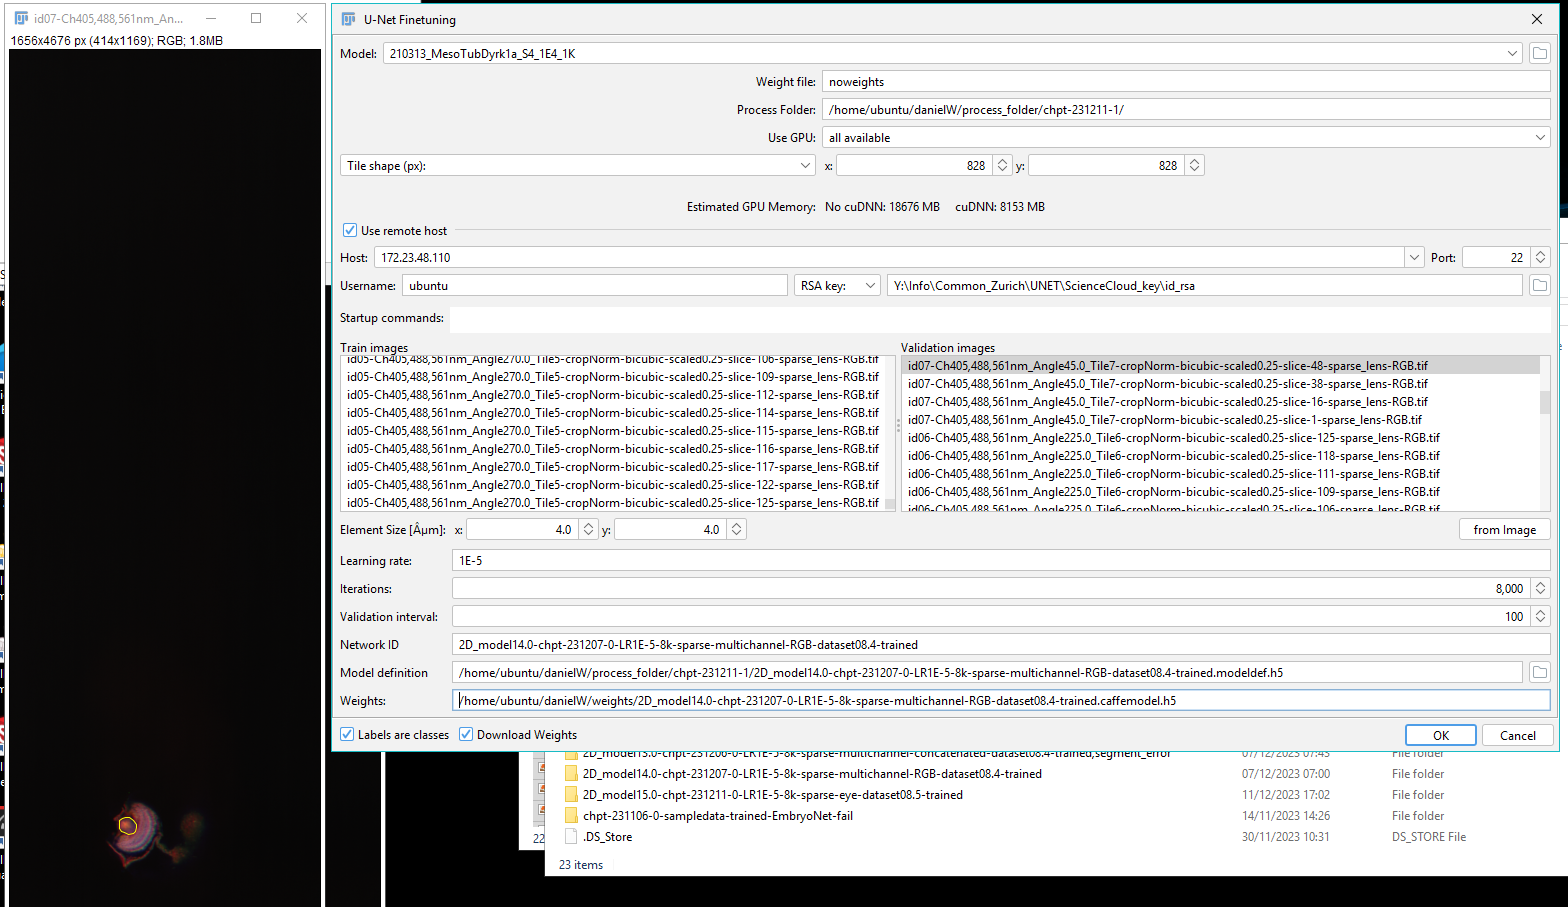 id07-Ch405,488,561nm_An...
1656x4676 px (414x1169); RGB; 1.8MB
U-Net Finetuning
Model: 210313_MesoTubDyrk1a_S4_1E4_1K
Weight file: noweights
Process Folder: /home/ubuntu/danielW/process_folder/chpt-231211-1/
Use GPU: all available
Tile shape (px): x: 828 y: 828
Estimated GPU Memory: No cuDNN: 18676 MB cuDNN: 8153 MB
Use remote host
Host: 172.23.48.110 Port: 22
Username: ubuntu RSA key: Y:\Info\Common_Zurich\UNET\ScienceCloud_key\id_rsa
Startup commands:
Train images
id05-Ch405,488,561nm_Angle270.0_Tile5-cropNorm-bicubic-scaled0.25-slice-106-sparse_lens-RGB.tif
id05-Ch405,488,561nm_Angle270.0_Tile5-cropNorm-bicubic-scaled0.25-slice-109-sparse_lens-RGB.tif
id05-Ch405,488,561nm_Angle270.0_Tile5-cropNorm-bicubic-scaled0.25-slice-112-sparse_lens-RGB.tif
id05-Ch405,488,561nm_Angle270.0_Tile5-cropNorm-bicubic-scaled0.25-slice-114-sparse_lens-RGB.tif
id05-Ch405,488,561nm_Angle270.0_Tile5-cropNorm-bicubic-scaled0.25-slice-115-sparse_lens-RGB.tif
id05-Ch405,488,561nm_Angle270.0_Tile5-cropNorm-bicubic-scaled0.25-slice-116-sparse_lens-RGB.tif
id05-Ch405,488,561nm_Angle270.0_Tile5-cropNorm-bicubic-scaled0.25-slice-117-sparse_lens-RGB.tif
id05-Ch405,488,561nm_Angle270.0_Tile5-cropNorm-bicubic-scaled0.25-slice-122-sparse_lens-RGB.tif
id05-Ch405,488,561nm_Angle270.0_Tile5-cropNorm-bicubic-scaled0.25-slice-125-sparse_lens-RGB.tif
Validation images
id07-Ch405,488,561nm_Angle45.0_Tile7-cropNorm-bicubic-scaled0.25-slice-48-sparse_lens-RGB.tif
id07-Ch405,488,561nm_Angle45.0_Tile7-cropNorm-bicubic-scaled0.25-slice-38-sparse_lens-RGB.tif
id07-Ch405,488,561nm_Angle45.0_Tile7-cropNorm-bicubic-scaled0.25-slice-16-sparse_lens-RGB.tif
id07-Ch405,488,561nm_Angle45.0_Tile7-cropNorm-bicubic-scaled0.25-slice-1-sparse_lens-RGB.tif
id06-Ch405,488,561nm_Angle225.0_Tile6-cropNorm-bicubic-scaled0.25-slice-125-sparse_lens-RGB.tif
id06-Ch405,488,561nm_Angle225.0_Tile6-cropNorm-bicubic-scaled0.25-slice-118-sparse_lens-RGB.tif
id06-Ch405,488,561nm_Angle225.0_Tile6-cropNorm-bicubic-scaled0.25-slice-111-sparse_lens-RGB.tif
id06-Ch405,488,561nm_Angle225.0_Tile6-cropNorm-bicubic-scaled0.25-slice-109-sparse_lens-RGB.tif
id06-Ch405,488,561nm_Angle225.0_Tile6-cropNorm-bicubic-scaled0.25-slice-106-sparse_lens-RGB.tif
Element Size [Âµm]: x: 4.0 y: 4.0 from Image
Learning rate: 1E-5
Iterations: 8,000
Validation interval: 100
Network ID 2D_model14.0-chpt-231207-0-LR1E-5-8k-sparse-multichannel-RGB-dataset08.4-trained
Model definition /home/ubuntu/danielW/process_folder/chpt-231211-1/2D_model14.0-chpt-231207-0-LR1E-5-8k-sparse-multichannel-RGB-dataset08.4-trained.modeldef.h5
Weights: /home/ubuntu/danielW/weights/2D_model14.0-chpt-231207-0-LR1E-5-8k-sparse-multichannel-RGB-dataset08.4-trained.caffemodel.h5
Labels are classes Download Weights OK Cancel
2D_model13.0-chpt-231206-0-LR1E-5-8k-sparse-multichannel-concatenated-dataset08.4-trained,segment_error 07/12/2023 07:43 File folder
2D_model14.0-chpt-231207-0-LR1E-5-8k-sparse-multichannel-RGB-dataset08.4-trained 07/12/2023 07:00 File folder
2D_model15.0-chpt-231211-0-LR1E-5-8k-sparse-eye-dataset08.5-trained 11/12/2023 17:02 File folder
chpt-231106-0-sampledata-trained-EmbryoNet-fail 14/11/2023 14:26 File folder
.DS_Store 30/11/2023 10:31 DS_STORE File
22
23 items